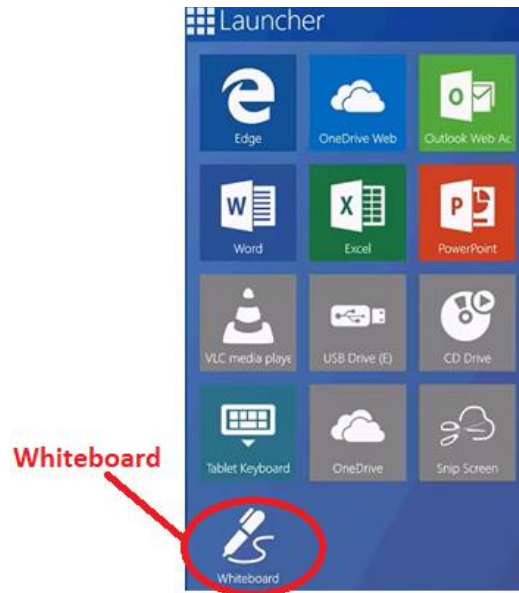 Launcher
Edge
OneDrive Web
Outlook Web Ac
Word
Excel
PowerPoint
VLC media playe
USB Drive (E)
CD Drive
Tablet Keyboard
OneDrive
Snip Screen
Whiteboard
Whiteboard